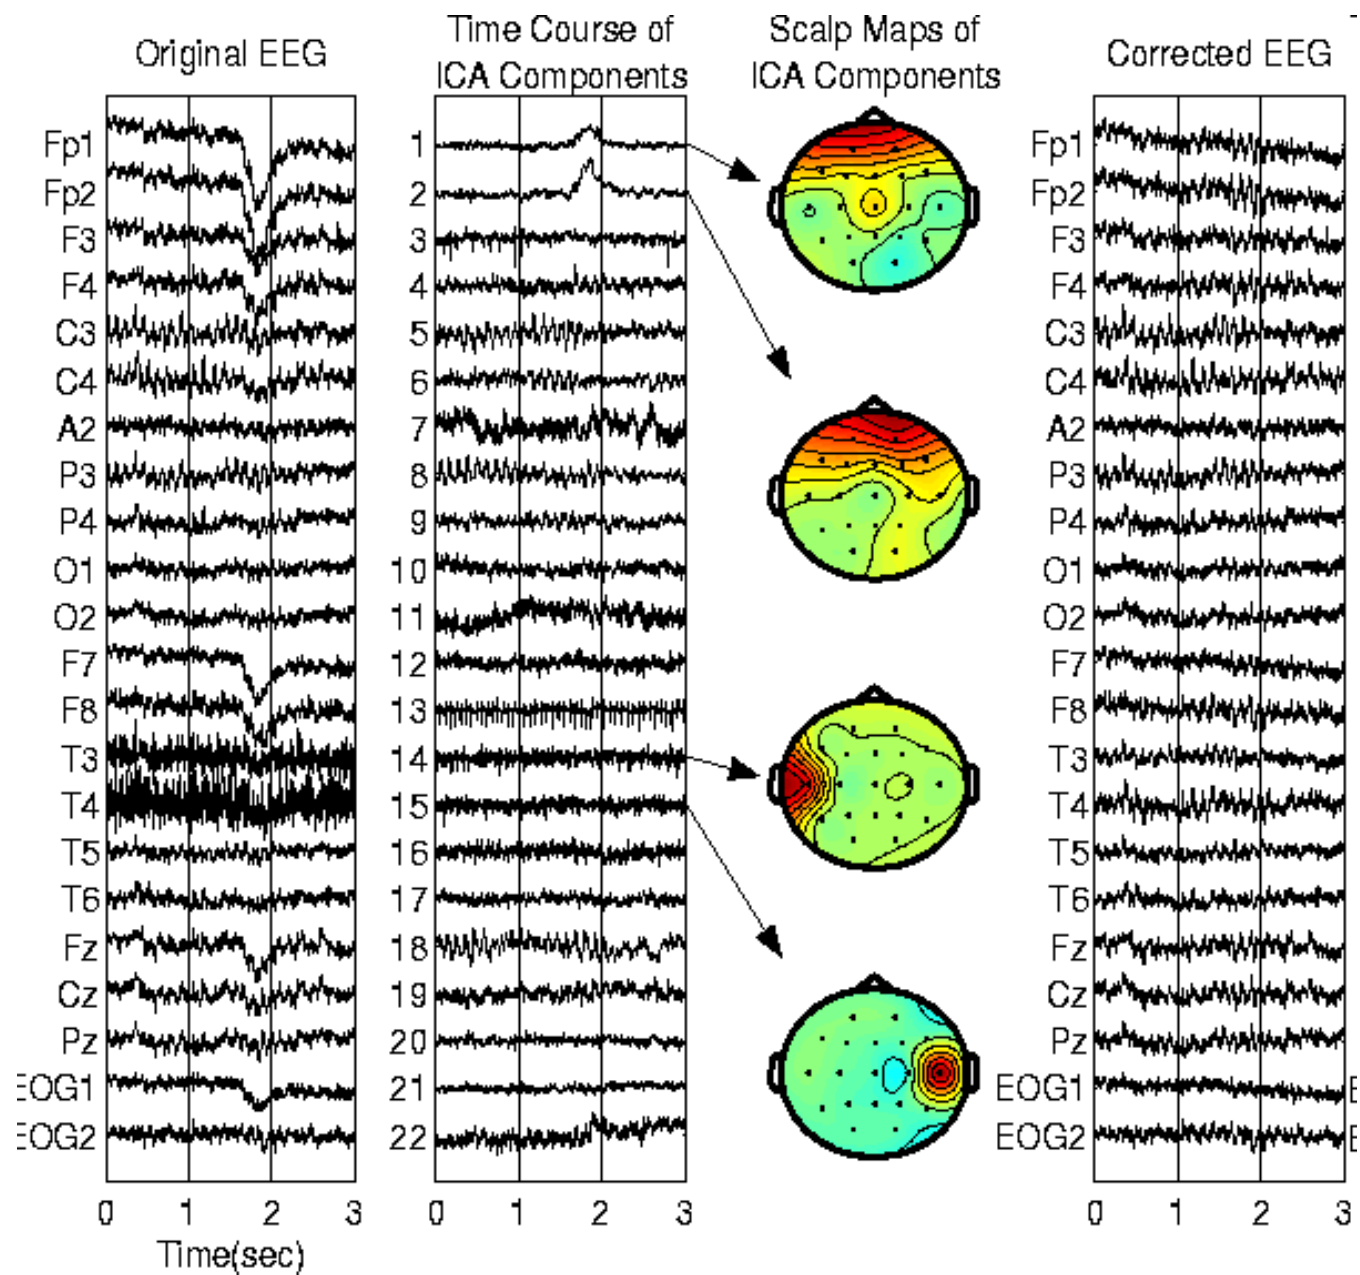 Original EEG
Time Course of
ICA Components
Scalp Maps of
ICA Components
Corrected EEG
Fp1
Fp2
F3
F4
C3
C4
A2
P3
P4
O1
O2
F7
F8
T3
T4
T5
T6
Fz
Cz
Pz
EOG1
EOG2
0 1 2 3
Time(sec)
1
2
3
4
5
6
7
8
9
10
11
12
13
14
15
16
17
18
19
20
21
22
0 1 2 3
Fp1
Fp2
F3
F4
C3
C4
A2
P3
P4
O1
O2
F7
F8
T3
T4
T5
T6
Fz
Cz
Pz
EOG1
EOG2
0 1 2 3